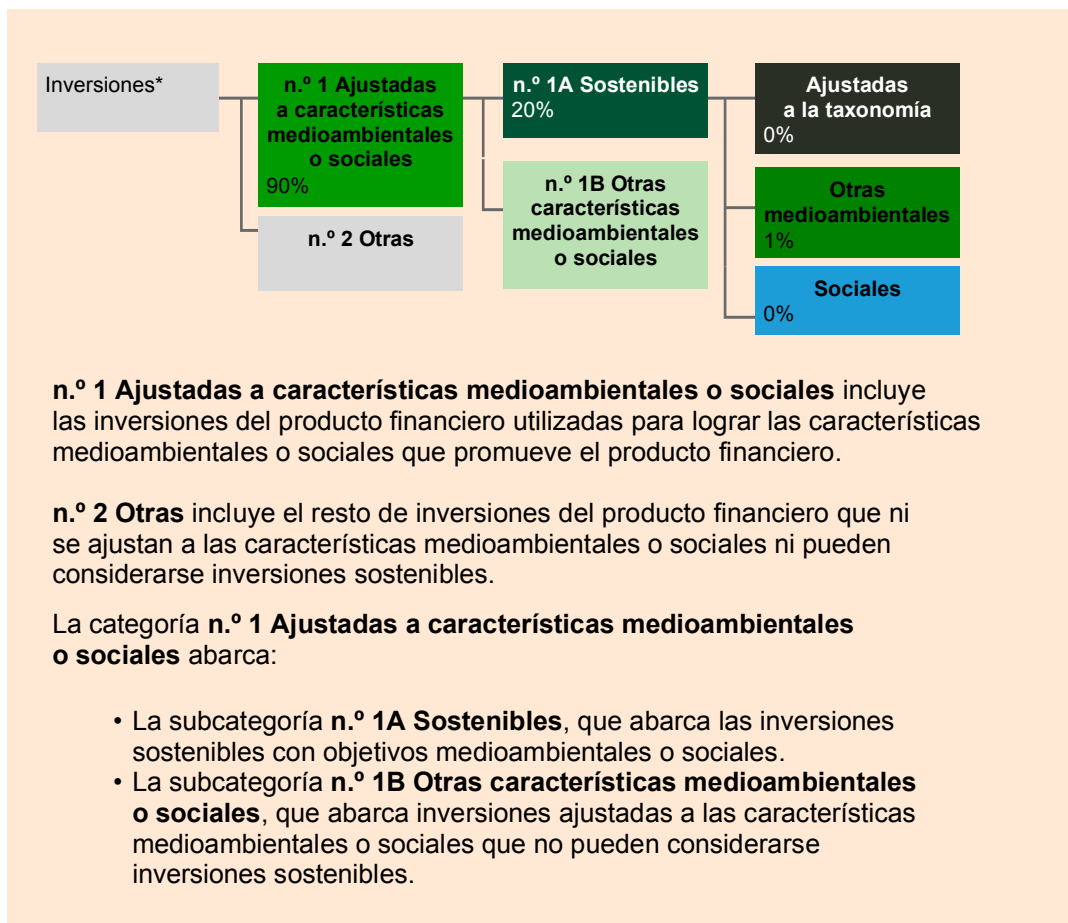 Inversiones*
n.º 1 Ajustadas
a características
medioambientales
o sociales
90%
n.º 2 Otras
n.º 1A Sostenibles
20%
n.º 1B Otras
características
medioambientales
o sociales
Ajustadas
a la taxonomía
0%
Otras
medioambientales
1%
Sociales
0%
n.º 1 Ajustadas a características medioambientales o sociales incluye
las inversiones del producto financiero utilizadas para lograr las características
medioambientales o sociales que promueve el producto financiero.
n.º 2 Otras incluye el resto de inversiones del producto financiero que ni
se ajustan a las características medioambientales o sociales ni pueden
considerarse inversiones sostenibles.
La categoría n.º 1 Ajustadas a características medioambientales
o sociales abarca:
• La subcategoría n.º 1A Sostenibles, que abarca las inversiones
sostenibles con objetivos medioambientales o sociales.
• La subcategoría n.º 1B Otras características medioambientales
o sociales, que abarca inversiones ajustadas a las características
medioambientales o sociales que no pueden considerarse
inversiones sostenibles.